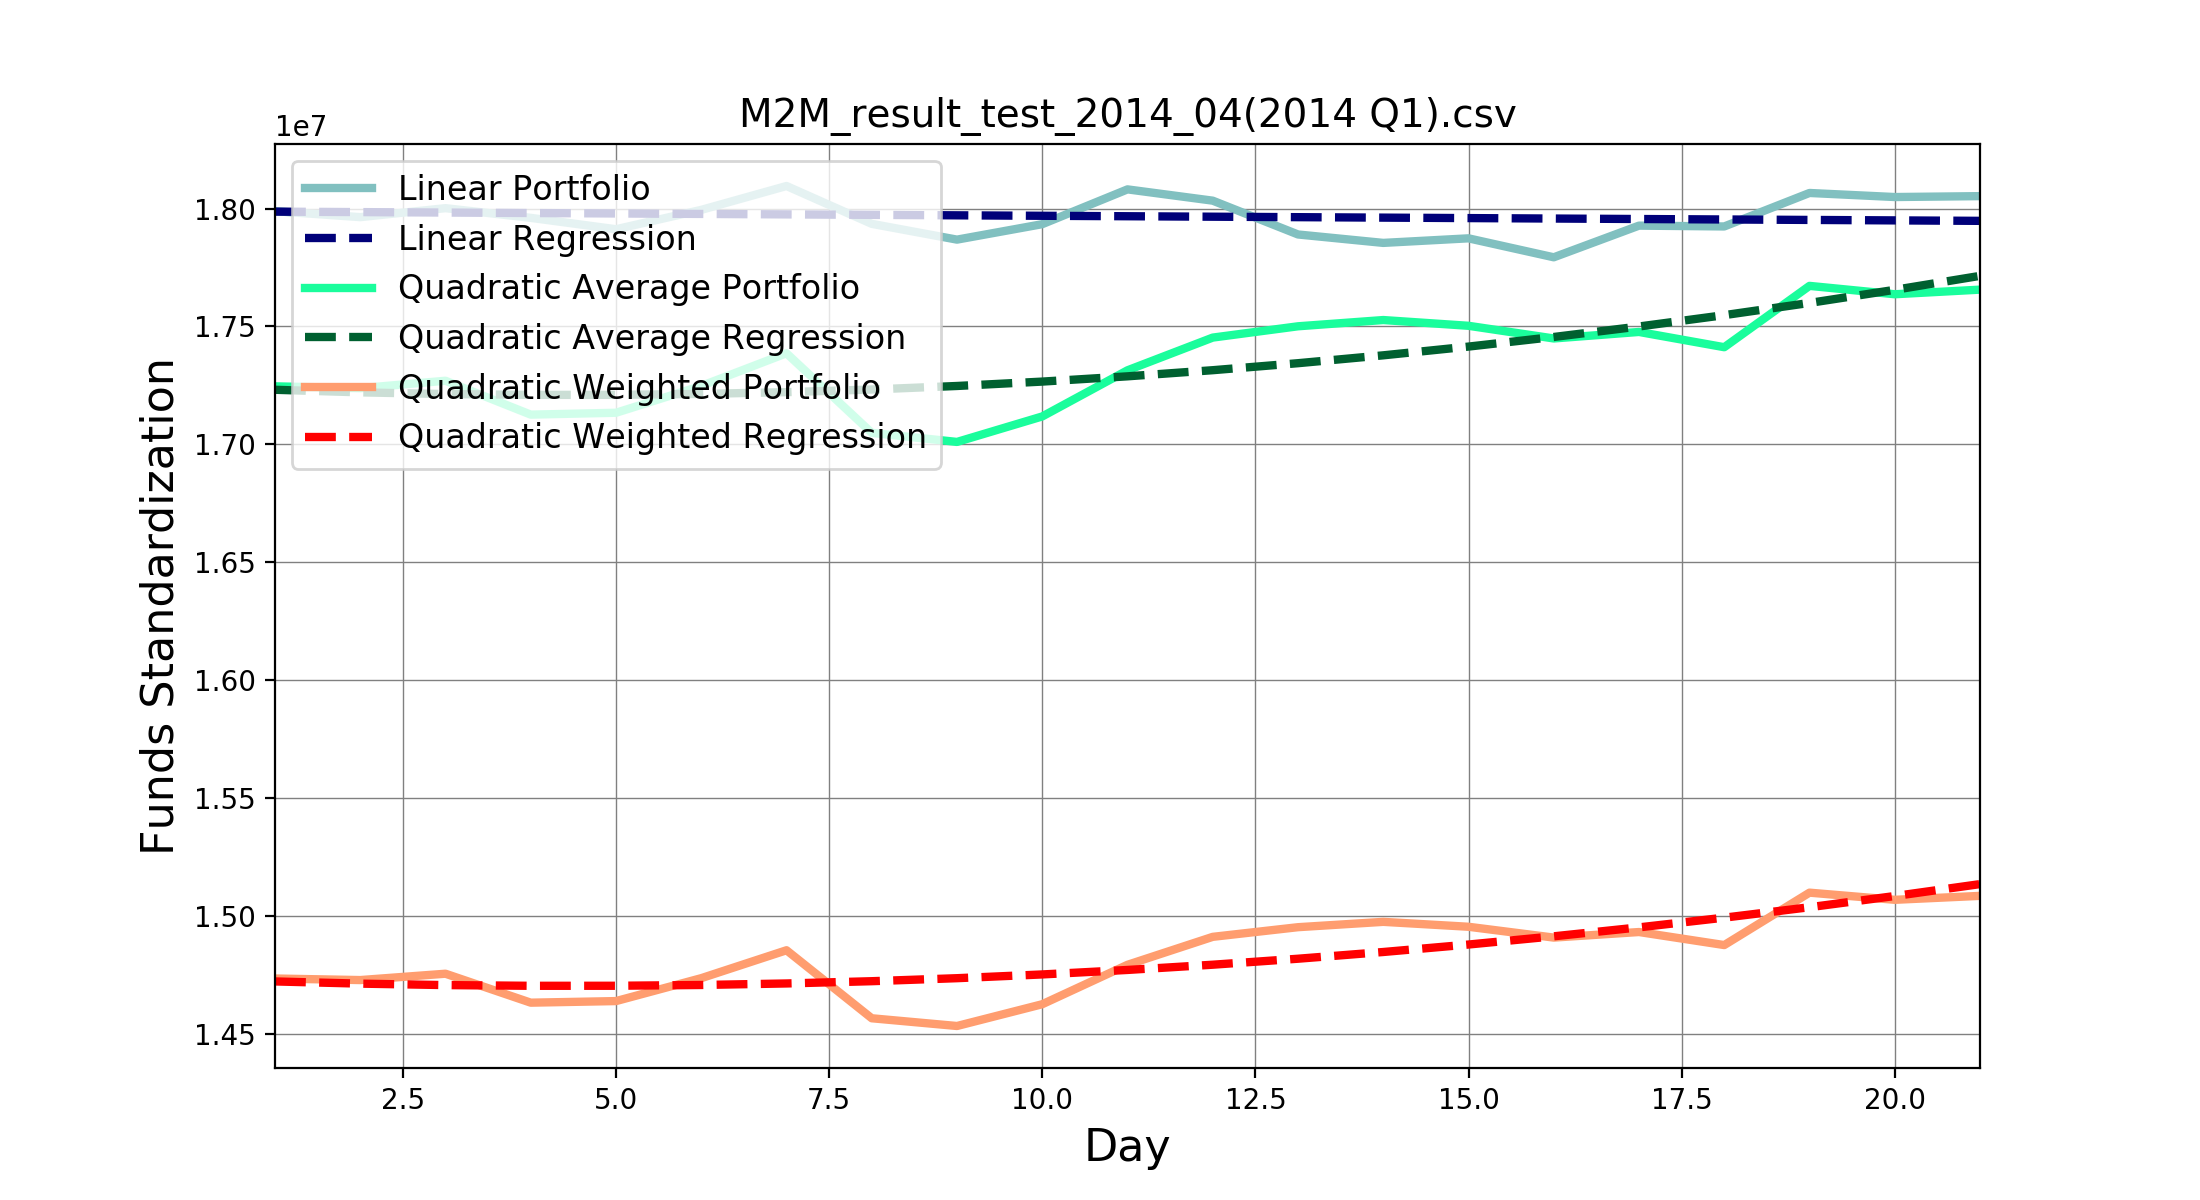 M2M_result_test_2014_04(2014 Q1).csv
1e7
Linear Portfolio
Linear Regression
Quadratic Average Portfolio
Quadratic Average Regression
Quadratic Weighted Portfolio
Quadratic Weighted Regression
Funds Standardization
1.80
1.75
1.70
1.65
1.60
1.55
1.50
1.45
2.5 5.0 7.5 10.0 12.5 15.0 17.5 20.0
Day